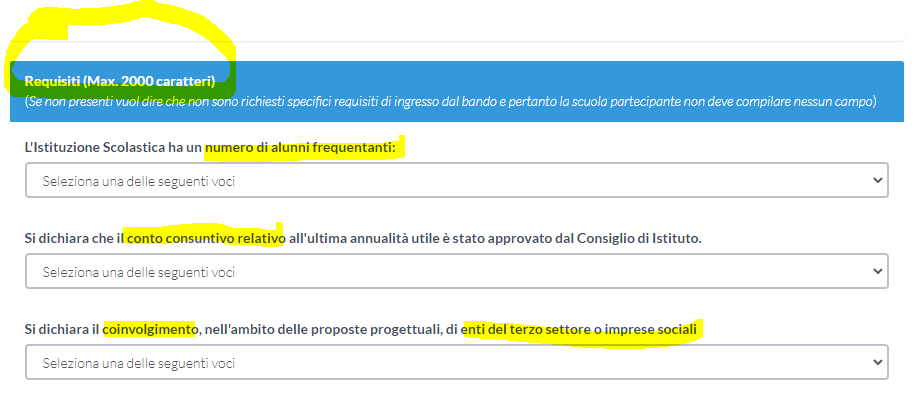 Requisiti (Max. 2000 caratteri)
(Se non presenti vuol dire che non sono richiesti specifici requisiti di ingresso dal bando e pertanto la scuola partecipante non deve compilare nessun campo)
L'Istituzione Scolastica ha un numero di alunni frequentanti:
Seleziona una delle seguenti voci
Si dichiara che il conto consuntivo relativo all'ultima annualità utile è stato approvato dal Consiglio di Istituto.
Seleziona una delle seguenti voci
Si dichiara il coinvolgimento, nell'ambito delle proposte progettuali, di enti del terzo settore o imprese sociali
Seleziona una delle seguenti voci